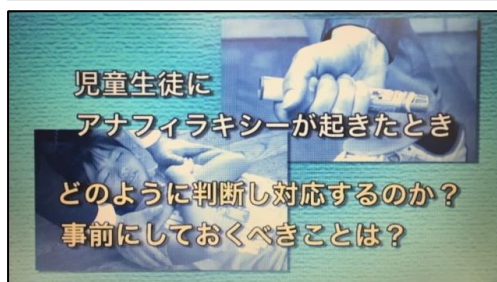 児童生徒に
アナフィラキシーが起きたとき
どのように判断し対応するのか？
事前にしておくべきことは？